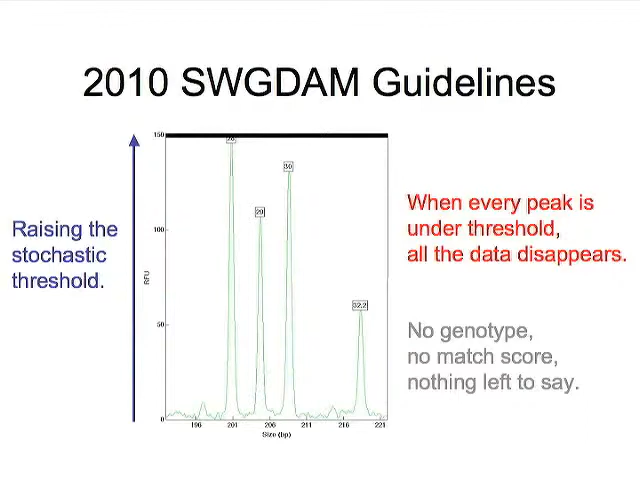 2010 SWGDAM Guidelines
Raising the
stochastic
threshold.
150
100
50
0
RFU
28
29
30
32.2
196
201
206
211
216
221
Size (bp)
When every peak is
under threshold,
all the data disappears.
No genotype,
no match score,
nothing left to say.